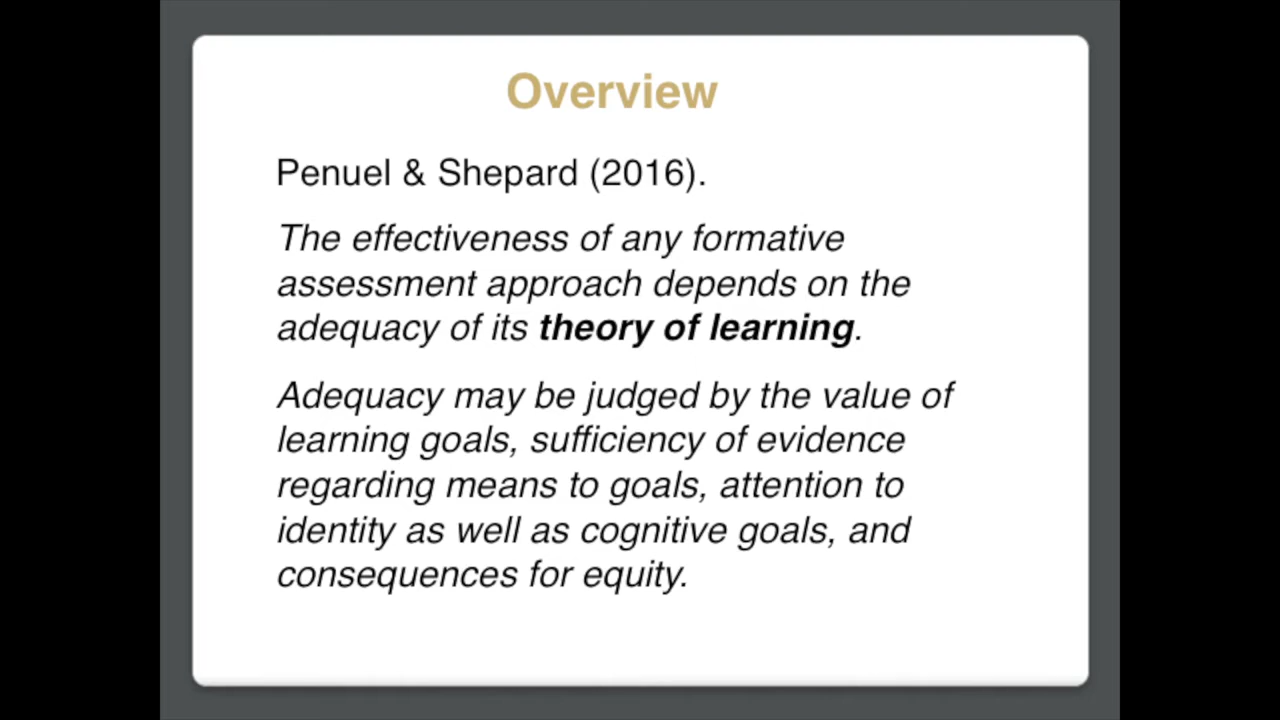 Overview
Penuel & Shepard (2016).
The effectiveness of any formative
assessment approach depends on the
adequacy of its theory of learning.
Adequacy may be judged by the value of
learning goals, sufficiency of evidence
regarding means to goals, attention to
identity as well as cognitive goals, and
consequences for equity.